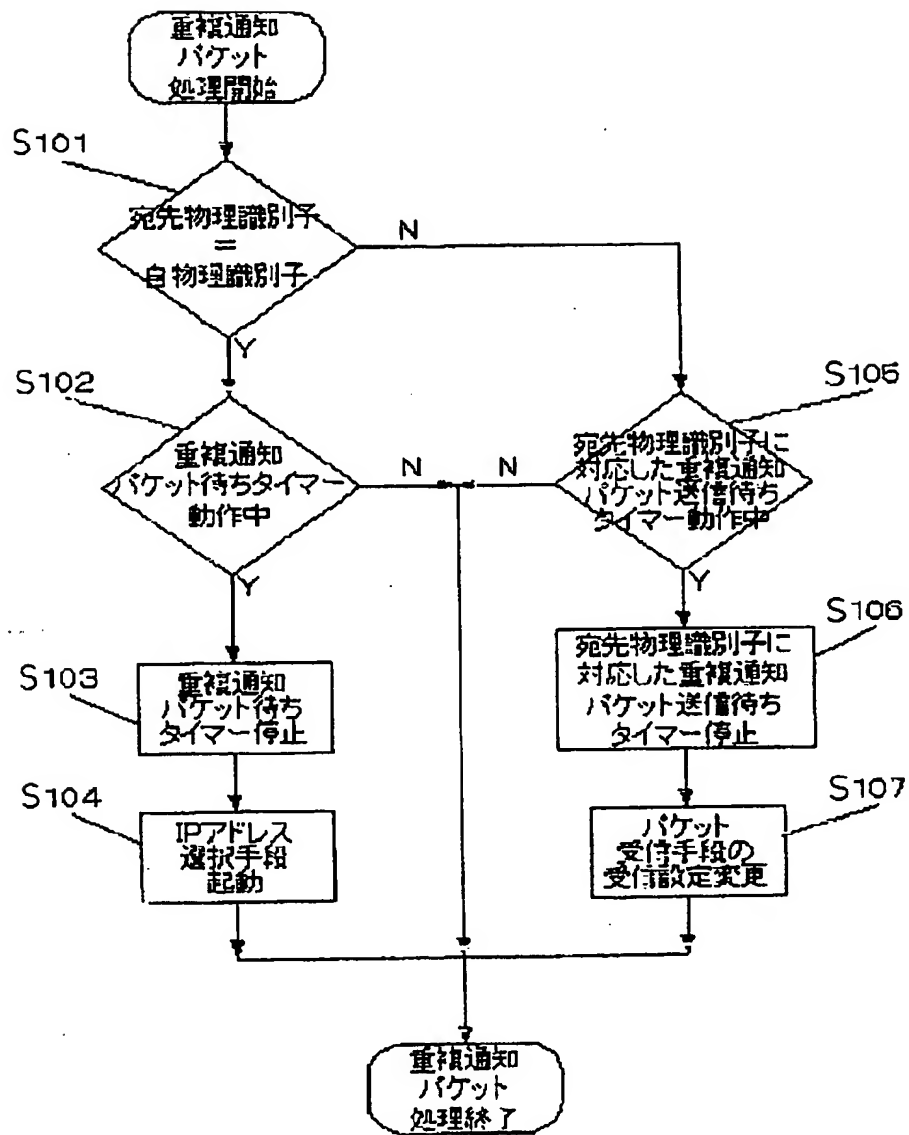 重複通知
パケット
処理開始
S101
宛先物理識別子
=
自物理識別子
N
Y
S102
重複通知
パケット待ちタイマー
動作中
N
Y
S105
宛先物理識別子に
対応した重複通知
パケット送信待ち
タイマー動作中
N
Y
S103
重複通知
パケット待ち
タイマー停止
S106
宛先物理識別子に
対応した重複通知
パケット送信待ち
タイマー停止
S104
IPアドレス
選択手段
起動
S107
パケット
受信手段の
受信設定変更
重複通知
パケット
処理終了